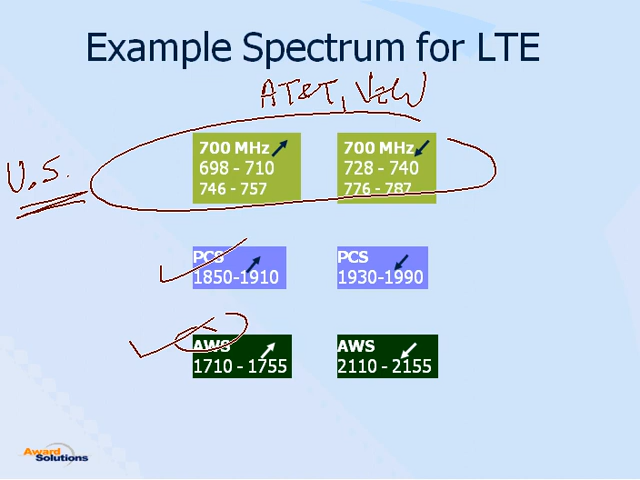 Example Spectrum for LTE
AT&T, VZW
U.S.
700 MHz 700 MHz
698 - 710 728 - 740
746 - 757 776 - 787
PCS PCS
1850-1910 1930-1990
AWS AWS
1710 - 1755 2110 - 2155
Award
Solutions